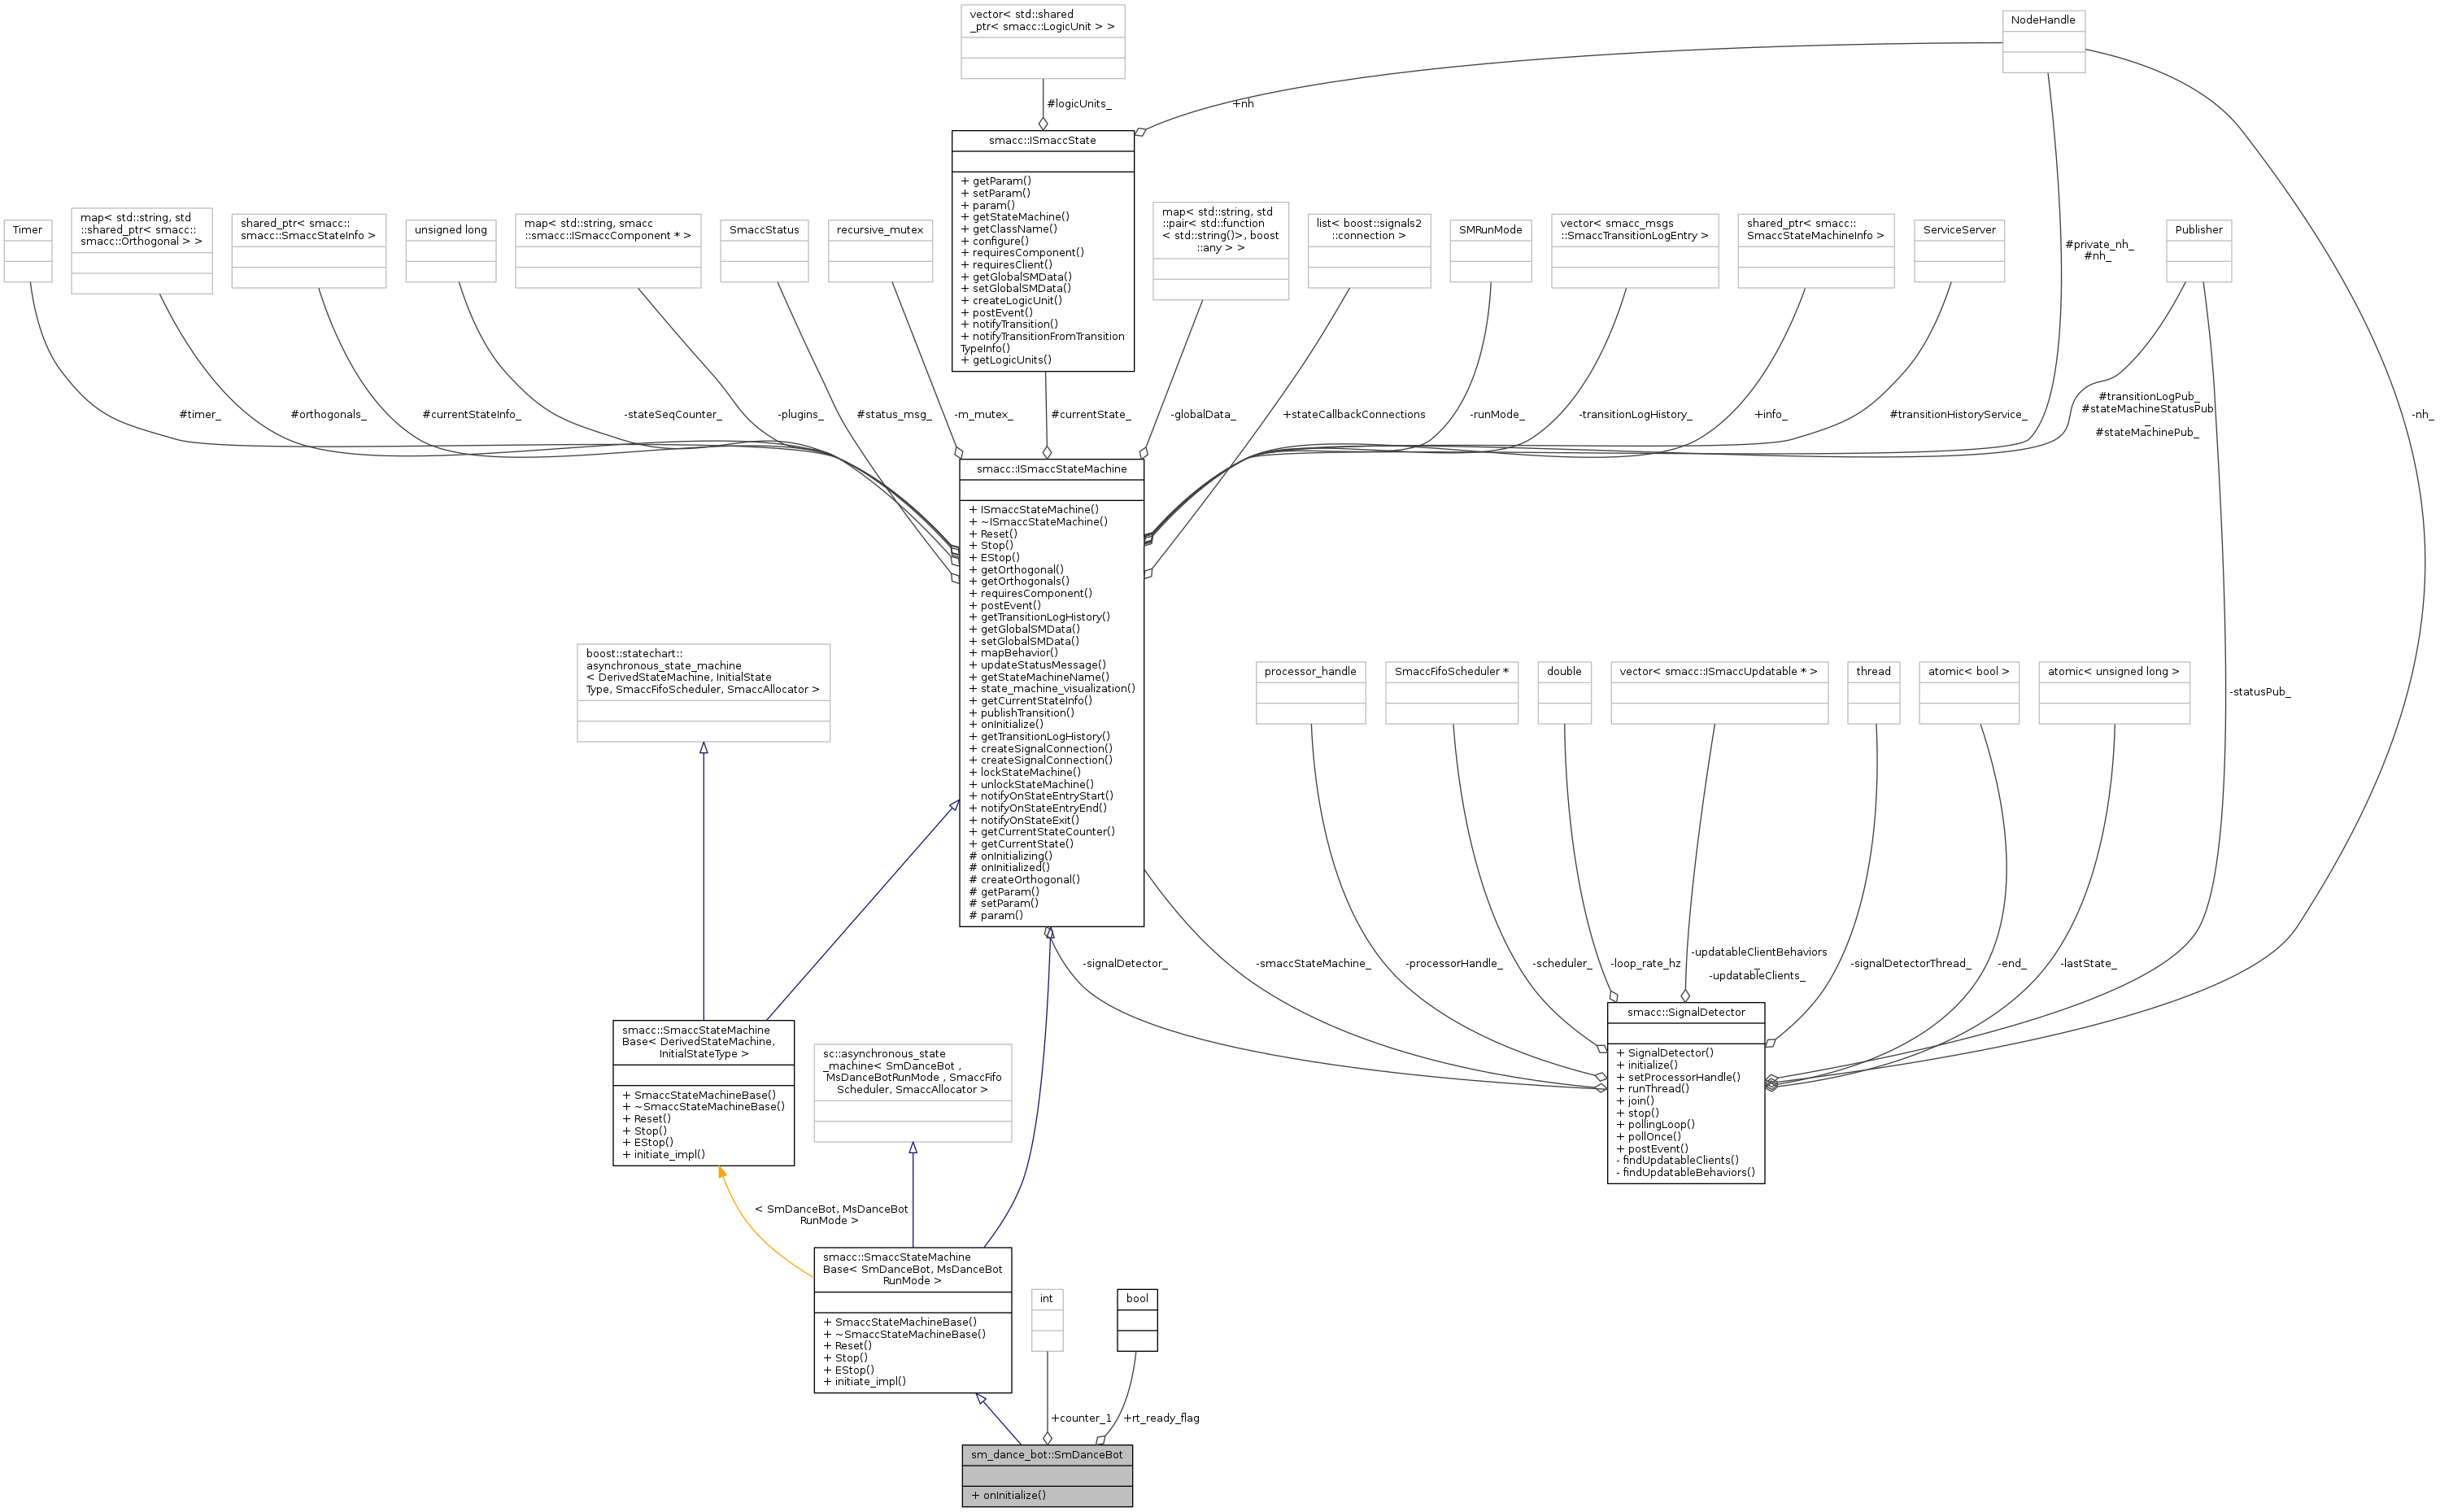 vector< std::shared
_ptr< smacc::LogicUnit > >
NodeHandle
#logicUnits_
+nh
smacc::ISmaccState
+ getParam()
+ setParam()
+ param()
+ getStateMachine()
+ getClassName()
+ configure()
+ requiresComponent()
+ requiresClient()
+ getGlobalSMData()
+ setGlobalSMData()
+ createLogicUnit()
+ postEvent()
+ notifyTransition()
+ notifyTransitionFromTransition
TypeInfo()
+ getLogicUnits()
Timer
map< std::string, std
::shared_ptr< smacc::
smacc::Orthogonal > >
shared_ptr< smacc::
smacc::SmaccStateInfo >
unsigned long
map< std::string, smacc
::smacc::ISmaccComponent * >
SmaccStatus
recursive_mutex
map< std::string, std
::pair< std::function
< std::string()>, boost
::any > >
list< boost::signals2
::connection >
SMRunMode
vector< smacc_msgs
::SmaccTransitionLogEntry >
shared_ptr< smacc::
SmaccStateMachineInfo >
ServiceServer
#private_nh_
#nh_
Publisher
#timer_
#orthogonals_
#currentStateInfo_
-stateSeqCounter_
-plugins_
#status_msg_
-m_mutex_
#currentState_
-globalData_
+stateCallbackConnections
-runMode_
-transitionLogHistory_
+info_
#transitionHistoryService_
#transitionLogPub_
#stateMachineStatusPub
_
#stateMachinePub_
-nh_
smacc::ISmaccStateMachine
+ ISmaccStateMachine()
+ ~ISmaccStateMachine()
+ Reset()
+ Stop()
+ EStop()
+ getOrthogonal()
+ getOrthogonals()
+ requiresComponent()
+ postEvent()
+ getTransitionLogHistory()
+ getGlobalSMData()
+ setGlobalSMData()
+ mapBehavior()
+ updateStatusMessage()
+ getStateMachineName()
+ state_machine_visualization()
+ getCurrentStateInfo()
+ publishTransition()
+ onInitialize()
+ getTransitionLogHistory()
+ createSignalConnection()
+ createSignalConnection()
+ lockStateMachine()
+ unlockStateMachine()
+ notifyOnStateEntryStart()
+ notifyOnStateEntryEnd()
+ notifyOnStateExit()
+ getCurrentStateCounter()
+ getCurrentState()
# onInitializing()
# onInitialized()
# createOrthogonal()
# getParam()
# setParam()
# param()
boost::statechart::
asynchronous_state_machine
< DerivedStateMachine, InitialState
Type, SmaccFifoScheduler, SmaccAllocator >
processor_handle
SmaccFifoScheduler *
double
vector< smacc::ISmaccUpdatable * >
thread
atomic< bool >
atomic< unsigned long >
-statusPub_
-signalDetector_
-smaccStateMachine_
-processorHandle_
-scheduler_
-loop_rate_hz
-updatableClientBehaviors
_
-updatableClients_
-signalDetectorThread_
-end_
-lastState_
smacc::SignalDetector
+ SignalDetector()
+ initialize()
+ setProcessorHandle()
+ runThread()
+ join()
+ stop()
+ pollingLoop()
+ pollOnce()
+ postEvent()
- findUpdatableClients()
- findUpdatableBehaviors()
smacc::SmaccStateMachine
Base< DerivedStateMachine,
InitialStateType >
+ SmaccStateMachineBase()
+ ~SmaccStateMachineBase()
+ Reset()
+ Stop()
+ EStop()
+ initiate_impl()
sc::asynchronous_state
_machine< SmDanceBot ,
MsDanceBotRunMode , SmaccFifo
Scheduler, SmaccAllocator >
< SmDanceBot, MsDanceBot
RunMode >
smacc::SmaccStateMachine
Base< SmDanceBot, MsDanceBot
RunMode >
+ SmaccStateMachineBase()
+ ~SmaccStateMachineBase()
+ Reset()
+ Stop()
+ EStop()
+ initiate_impl()
int
bool
+counter_1
+rt_ready_flag
sm_dance_bot::SmDanceBot
+ onInitialize()